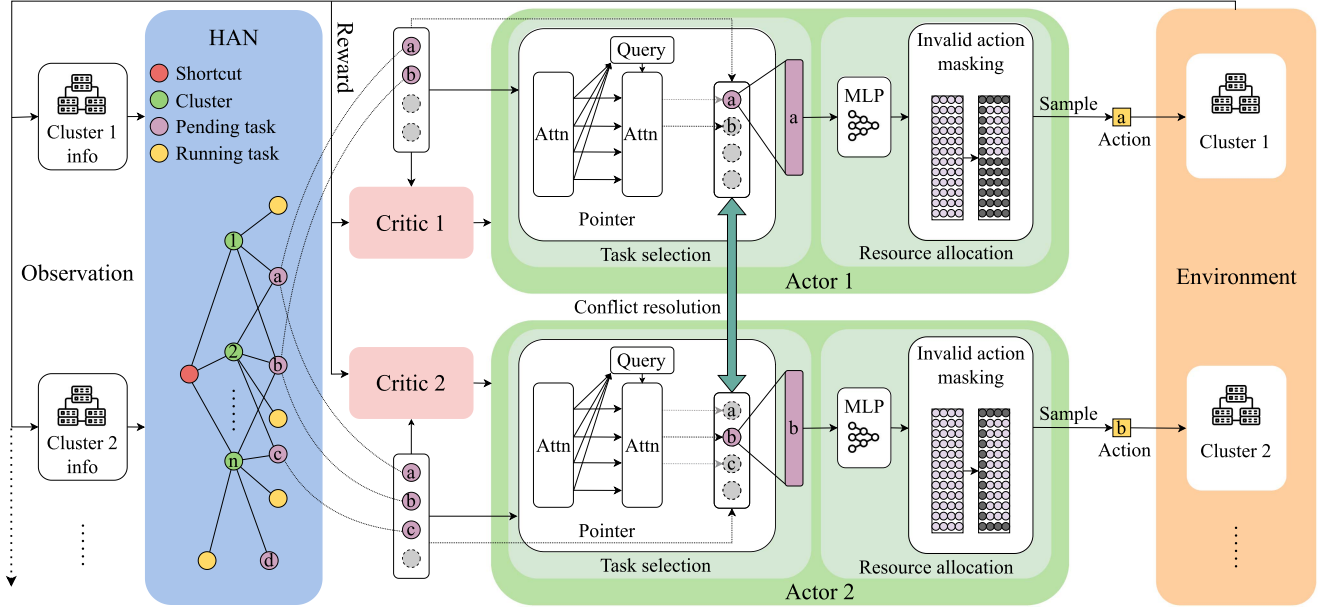 Observation
Cluster 1
info
Cluster 2
info
HAN
Shortcut
Cluster
Pending task
Running task
1
a
2
b
n
c
d
Reward
a
b
Critic 1
Critic 2
a
b
c
Query
Attn
Attn
a
b
Pointer
Task selection
a
MLP
Invalid action
masking
Resource allocation
Actor 1
Sample
a
Action
Conflict resolution
Query
Attn
Attn
a
b
c
Pointer
Task selection
b
MLP
Invalid action
masking
Resource allocation
Actor 2
Sample
b
Action
Cluster 1
Environment
Cluster 2